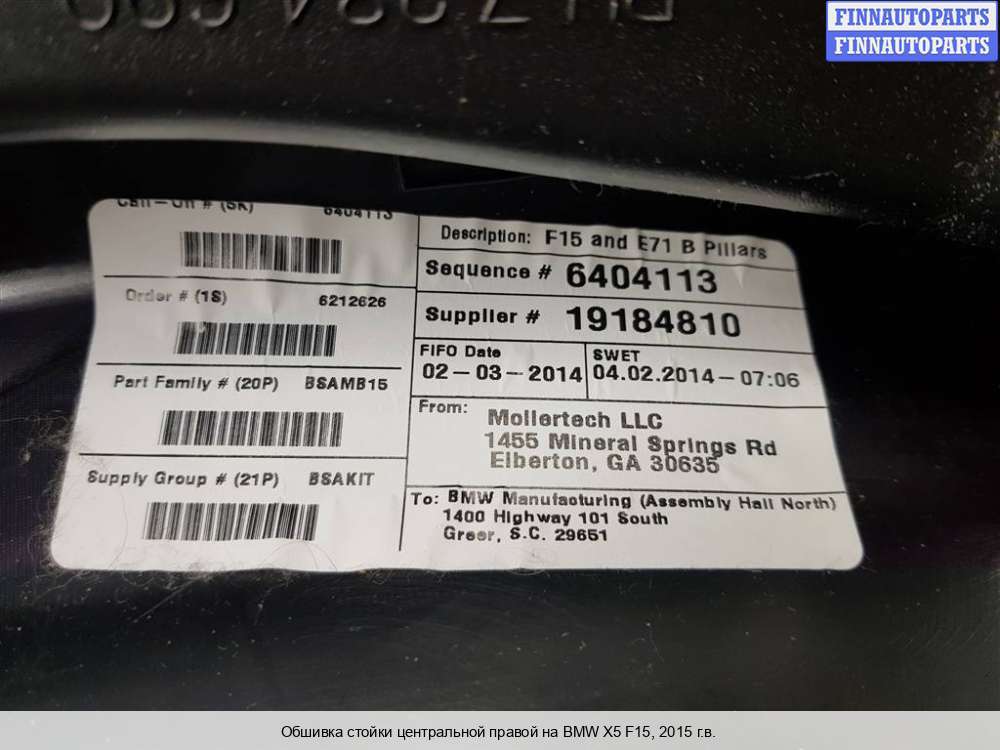 FINNAUTOPARTS
FINNAUTOPARTS
Call-Off # (5K) 6404113
Order # (1S) 6212626
Part Family # (20P) BSAMB15
Supply Group # (21P) BSAKIT
Description: F15 and E71 B Pillars
Sequence # 6404113
Supplier # 19184810
FIFO Date
02-03-2014
SWET
04.02.2014-07:06
From: Mollertech LLC
1455 Mineral Springs Rd
Elberton, GA 30635
To: BMW Manufacturing (Assembly Hall North)
1400 Highway 101 South
Greer, S.C. 29651
Обшивка стойки центральной правой на BMW X5 F15, 2015 г.в.